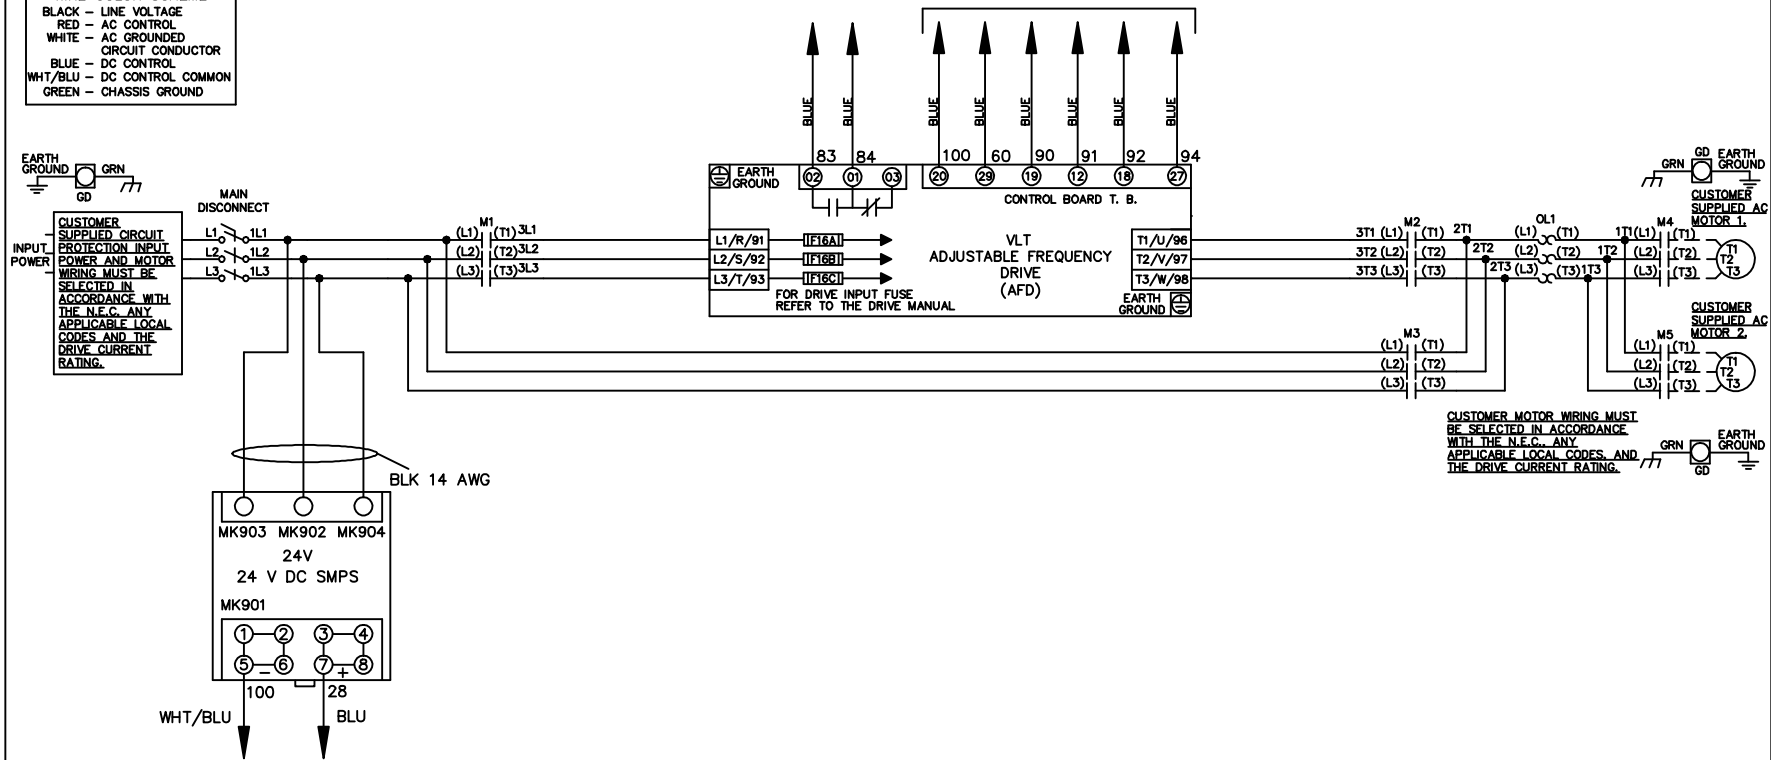 BLACK – LINE VOLTAGE
RED – AC CONTROL
WHITE – AC GROUNDED
CIRCUIT CONDUCTOR
BLUE – DC CONTROL
WHT/BLU – DC CONTROL COMMON
GREEN – CHASSIS GROUND
EARTH
GROUND
GRN
GD
MAIN
DISCONNECT
INPUT
POWER
CUSTOMER
SUPPLIED CIRCUIT
PROTECTION INPUT
POWER AND MOTOR
WIRING MUST BE
SELECTED IN
ACCORDANCE WITH
THE N.E.C. ANY
APPLICABLE LOCAL
CODES AND THE
DRIVE CURRENT
RATING.
L1 1L1
L2 1L2
L3 1L3
M1
(L1) (T1) 3L1
(L2) (T2) 3L2
(L3) (T3) 3L3
BLUE BLUE BLUE BLUE BLUE BLUE BLUE BLUE
83 84 100 60 90 91 92 94
EARTH
GROUND
02 01 03 20 29 19 12 18 27
CONTROL BOARD T. B.
L1/R/91 F16A
L2/S/92 F16B
L3/T/93 F16C
FOR DRIVE INPUT FUSE
REFER TO THE DRIVE MANUAL
VLT
ADJUSTABLE FREQUENCY
DRIVE
(AFD)
T1/U/96
T2/V/97
T3/W/98
EARTH
GROUND
M2
3T1 (L1) (T1) 2T1
3T2 (L2) (T2) 2T2
3T3 (L3) (T3) 2T3
OL1
(L1) (T1) 1T1
(L2) (T2) 1T2
(L3) (T3) 1T3
M4
(L1) (T1)
(L2) (T2)
(L3) (T3)
T1
T2
T3
GRN
GD
EARTH
GROUND
CUSTOMER
SUPPLIED AC
MOTOR 1.
M3
(L1) (T1)
(L2) (T2)
(L3) (T3)
CUSTOMER
SUPPLIED AC
MOTOR 2.
M5
(L1) (T1)
(L2) (T2)
(L3) (T3)
T1
T2
T3
CUSTOMER MOTOR WIRING MUST
BE SELECTED IN ACCORDANCE
WITH THE N.E.C., ANY
APPLICABLE LOCAL CODES, AND
THE DRIVE CURRENT RATING.
GRN
GD
EARTH
GROUND
BLK 14 AWG
MK903 MK902 MK904
24V
24 V DC SMPS
MK901
1 2 3 4
5 – 6 7 + 8
100 28
WHT/BLU BLU